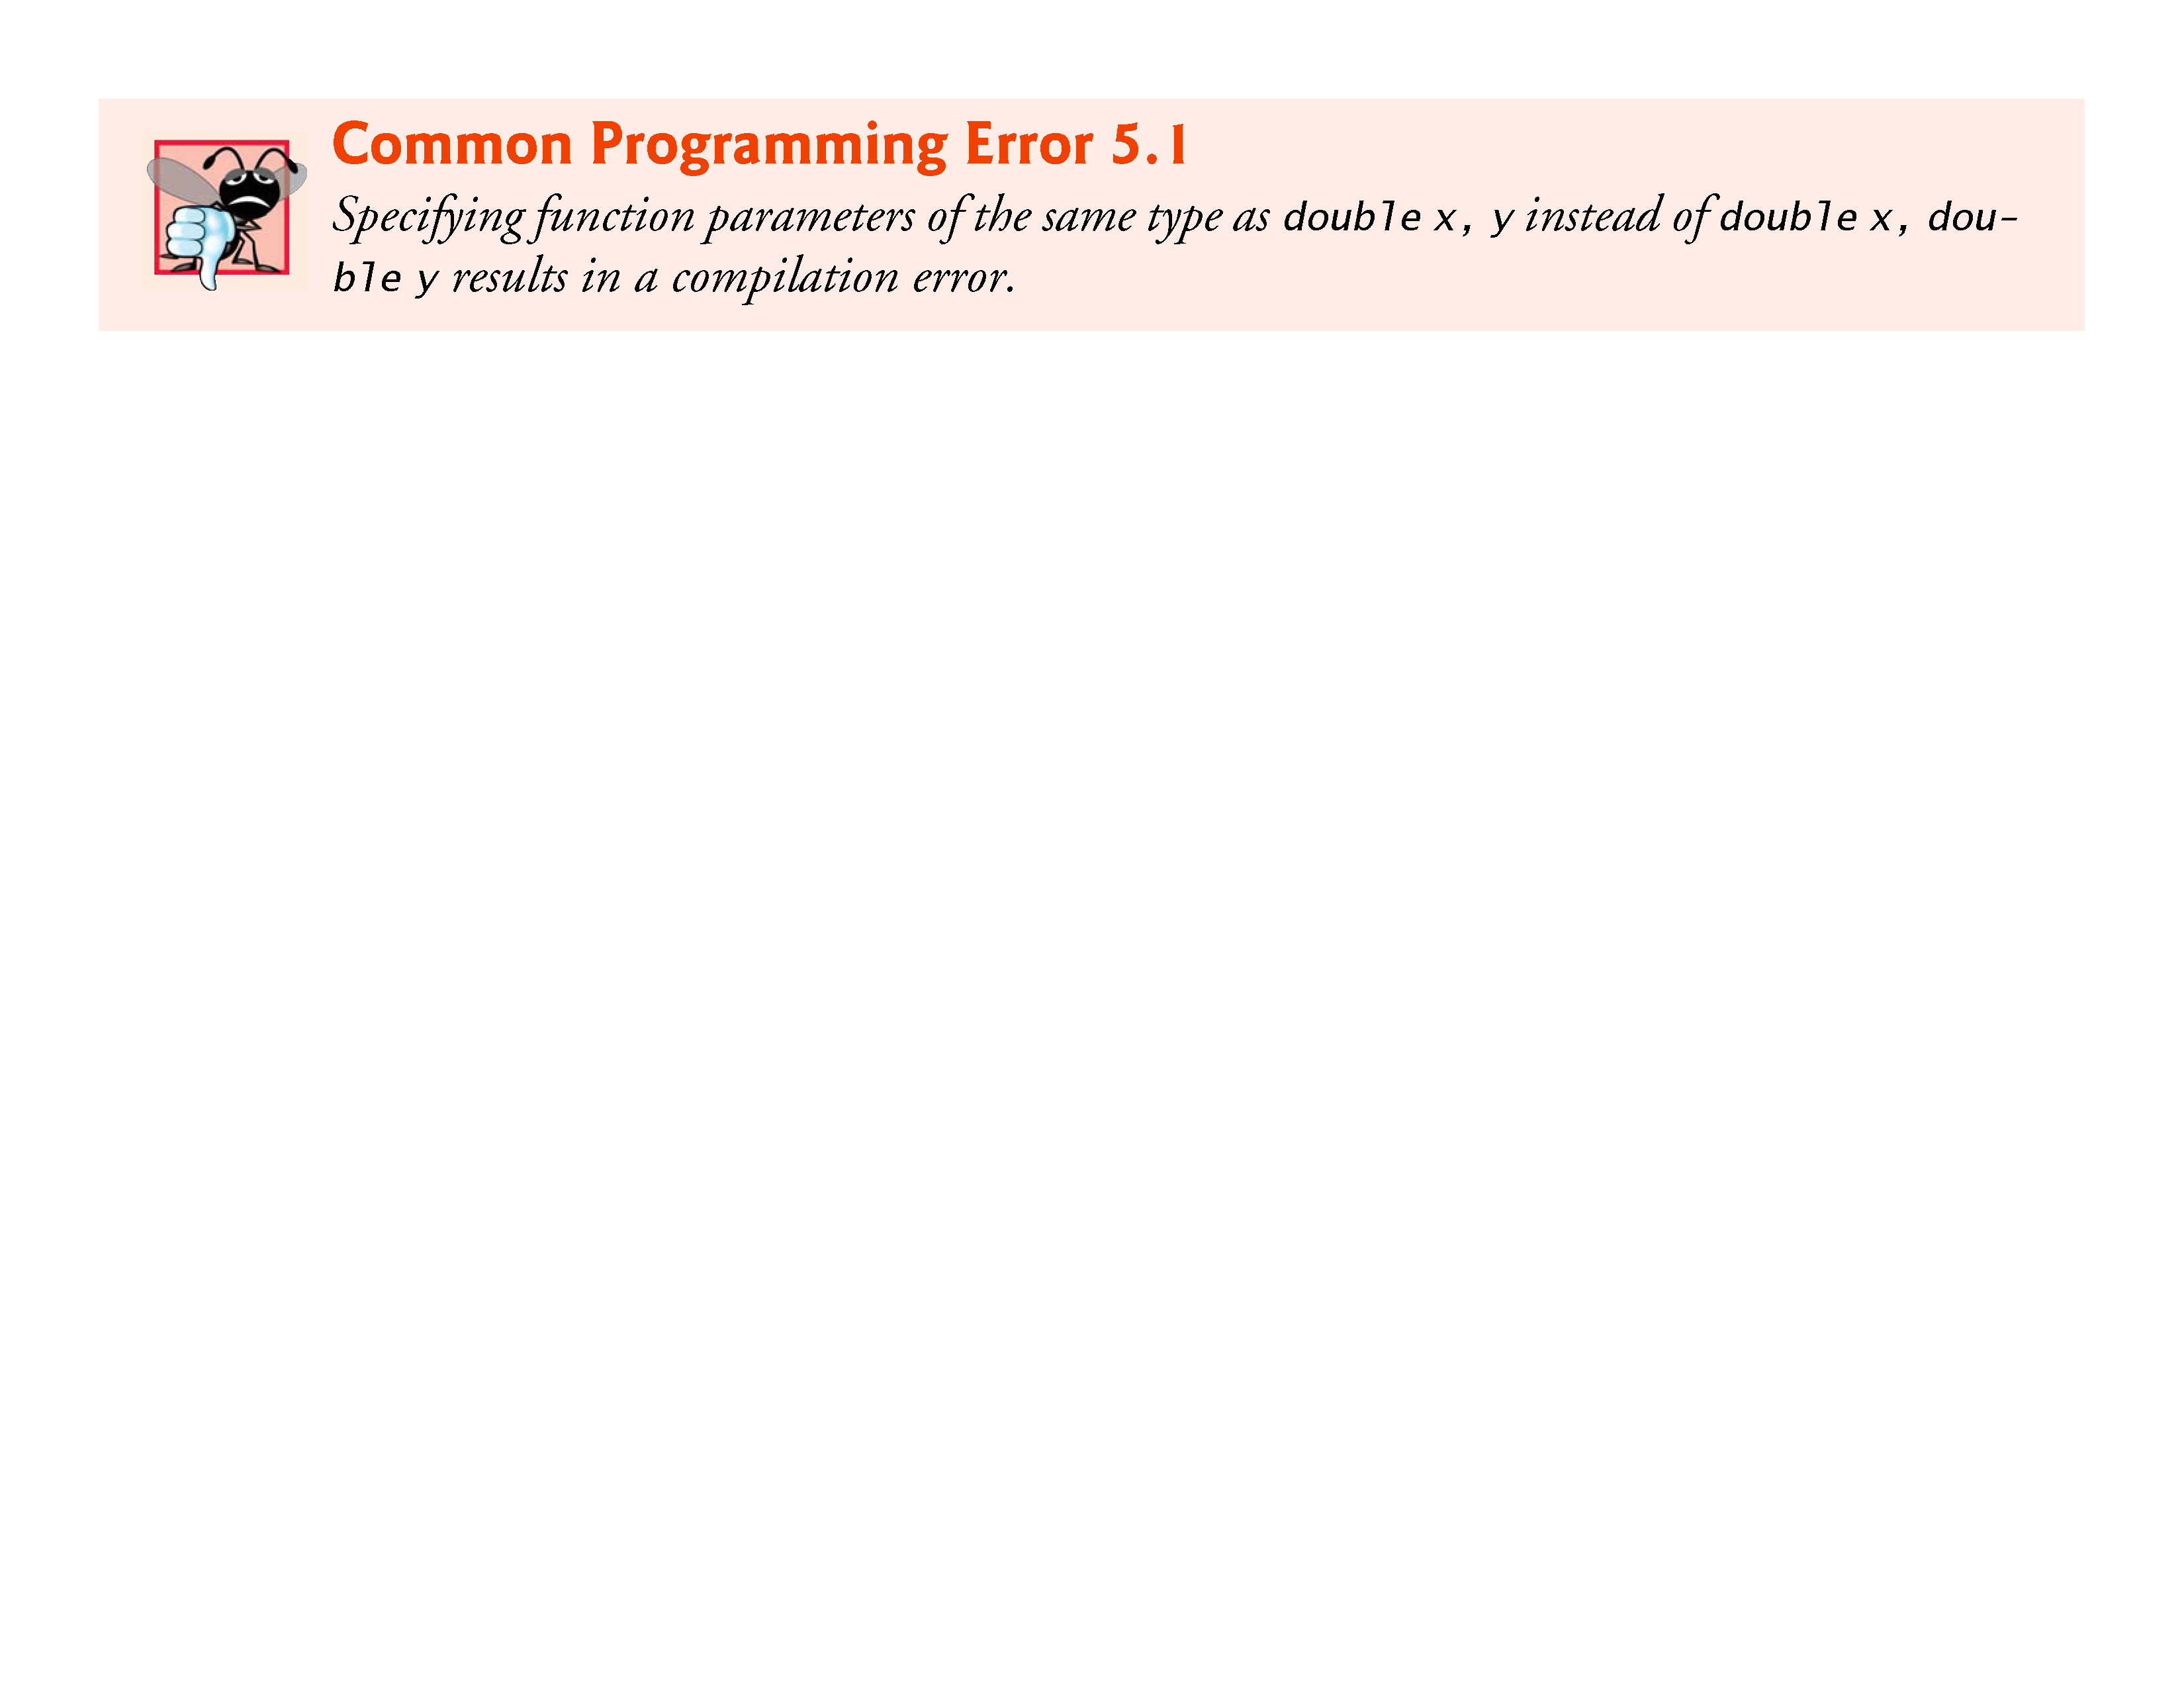 Common Programming Error 5.1
Specifying function parameters of the same type as double x, y instead of double x, dou-
ble y results in a compilation error.